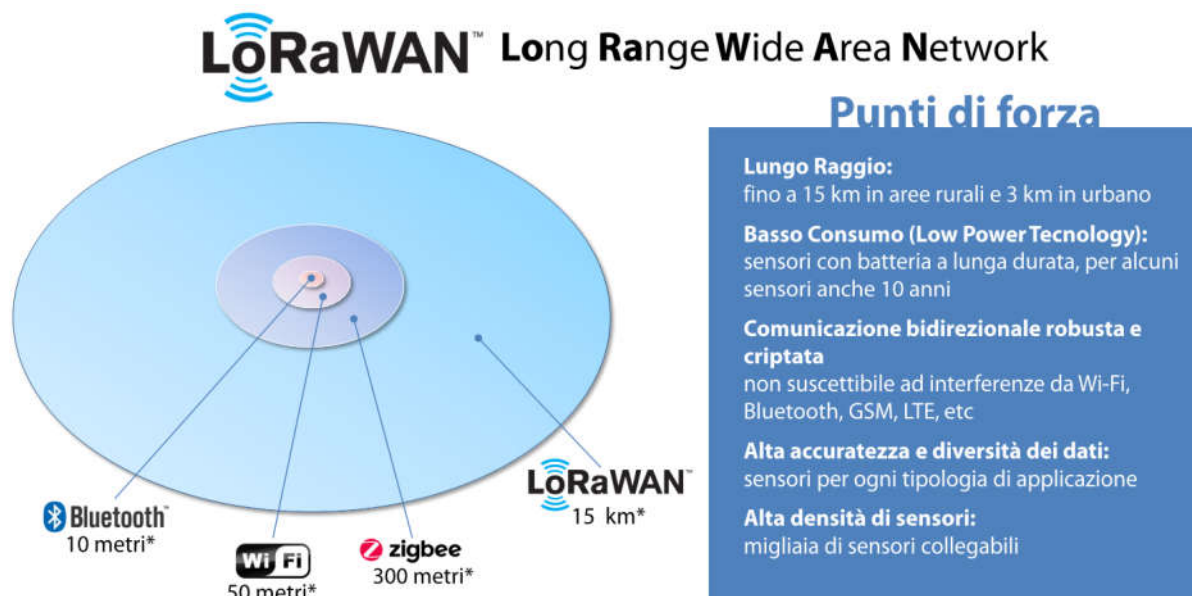 LoRaWAN™ Long Range Wide Area Network
Punti di forza
Lungo Raggio:
fino a 15 km in aree rurali e 3 km in urbano
Basso Consumo (Low Power Tecnology):
sensori con batteria a lunga durata, per alcuni
sensori anche 10 anni
Comunicazione bidirezionale robusta e
criptata
non suscettibile ad interferenze da Wi-Fi,
Bluetooth, GSM, LTE, etc
Alta accuratezza e diversità dei dati:
sensori per ogni tipologia di applicazione
Alta densità di sensori:
migliaia di sensori collegabili
Bluetooth™
10 metri*
Wi Fi
50 metri*
zigbee
300 metri*
LoRaWAN™
15 km*